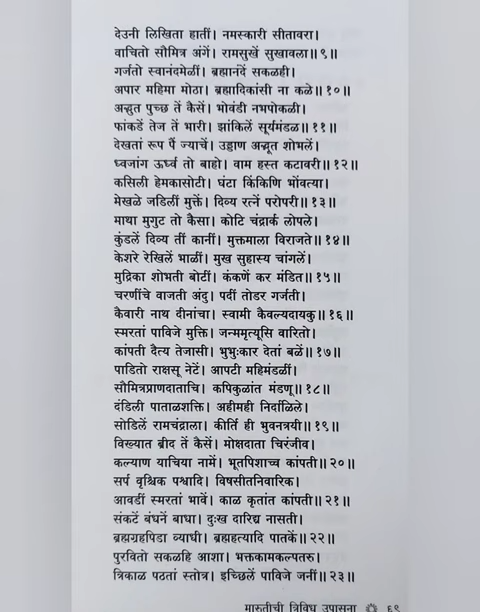 देउनी लिखिता हातीं। नमस्कारी सीतावरा।
वाचितो सौमित्र अंगें। रामसुखें सुखावला॥९॥
गर्जतो स्वानंदमेळीं। ब्रह्मानंदें सकळही।
अपार महिमा मोठा। ब्रह्मादिकांसी ना कळे॥१०॥
अद्भुत पुच्छ तें कैसें। भोवंडी नभपोकळी।
फांकडें तेज तें भारी। झांकिलें सूर्यमंडळ॥११॥
देखतां रूप पैं ज्याचें। उड्डाण अद्भूत शोभलें।
ध्वजांग ऊर्ध्व तो बाहो। वाम हस्त कटावरी॥१२॥
कसिली हेमकासोटी। घंटा किंकिणि भोंवत्या।
मेखळे जडिलीं मुक्तें। दिव्य रत्नें परोपरी॥१३॥
माथा मुगुट तो कैसा। कोटि चंद्रार्क लोपले।
कुंडलें दिव्य तीं कानीं। मुक्तमाला विराजते॥१४॥
केशरे रेखिलें भाळीं। मुख सुहास्य चांगलें।
मुद्रिका शोभती बोटीं। कंकणें कर मंडित॥१५॥
चरणींचे वाजती अंदु। पदीं तोडर गर्जती।
कैवारी नाथ दीनांचा। स्वामी कैवल्यदायकु॥१६॥
स्मरतां पाविजे मुक्ति। जन्ममृत्यूसि वारितो।
कांपती दैत्य तेजासी। भुभुःकार देतां बळें॥१७॥
पाडितो राक्षसू नेटें। आपटी महिमंडळीं।
सौमित्रप्राणदाताचि। कपिकुळांत मंडणू॥१८॥
दंडिली पाताळशक्ति। अहीमही निर्दाळिले।
सोडिलें रामचंद्राला। कीर्ति ही भुवनत्रयी॥१९॥
विख्यात ब्रीद तें कैसें। मोक्षदाता चिरंजीव।
कल्याण याचिया नामें। भूतपिशाच्च कांपती॥२०॥
सर्प वृश्चिक पश्वादि। विषसीतनिवारिक।
आवडीं स्मरतां भावें। काळ कृतांत कांपती॥२१॥
संकटें बंधनें बाधा। दुःख दारिद्य्र नासती।
ब्रह्मग्रहपिडा व्याधी। ब्रह्महत्यादि पातकें॥२२॥
पुरवितो सकळहि आशा। भक्तकामकल्पतरु।
त्रिकाळ पठतां स्तोत्र। इच्छिलें पाविजे जनीं॥२३॥
मारुतीची त्रिविध उपासना ६९